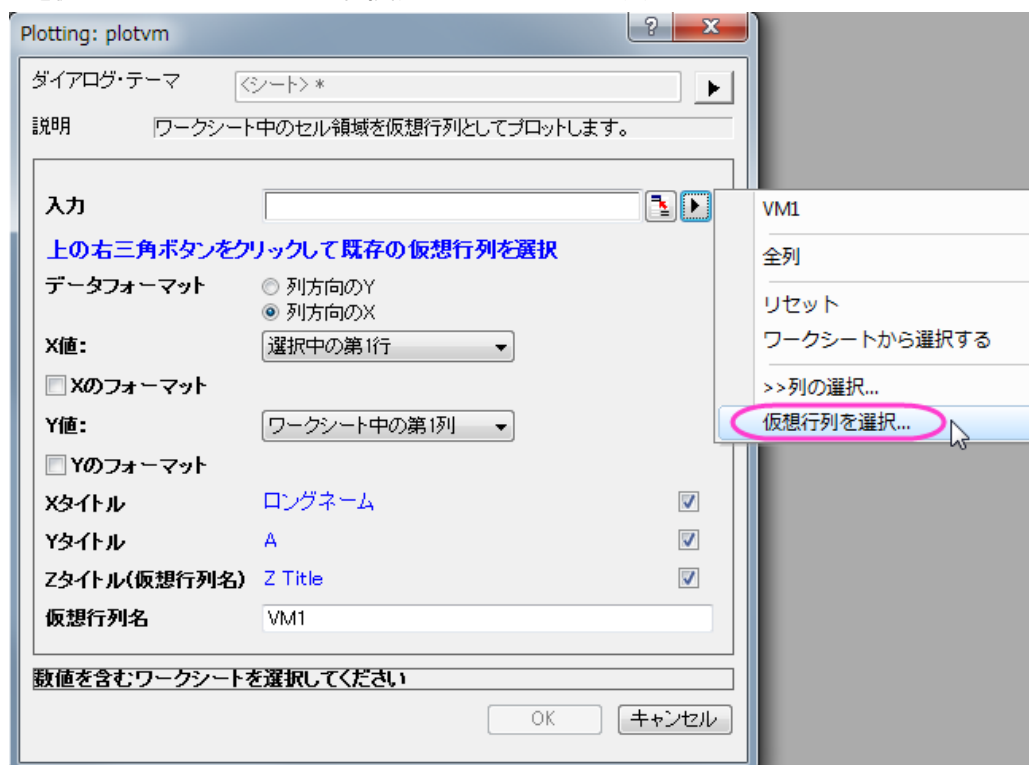 Plotting: plotvm
ダイアログ・テーマ <シート> *
説明 ワークシート中のセル領域を仮想行列としてプロットします。
入力
上の右三角ボタンをクリックして既存の仮想行列を選択
データフォーマット 列方向のY
列方向のX
X値: 選択中の第1行
Xのフォーマット
Y値: ワークシート中の第1列
Yのフォーマット
Xタイトル ロングネーム
Yタイトル A
Zタイトル(仮想行列名) Z Title
仮想行列名 VM1
数値を含むワークシートを選択してください
OK キャンセル
VM1
全列
リセット
ワークシートから選択する
>>列の選択...
仮想行列を選択...